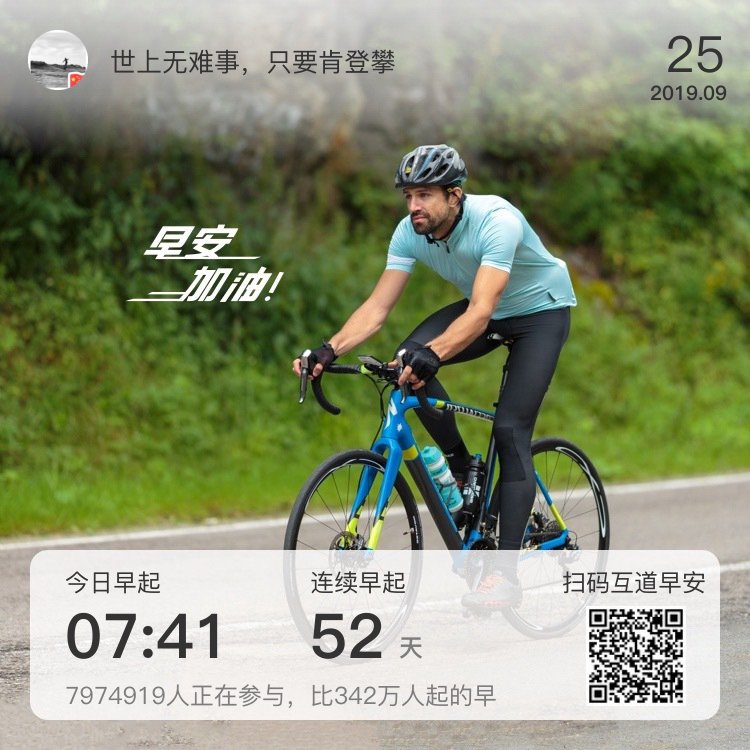 世上无难事，只要肯登攀
25
2019.09
早安
加油!
今日早起
07:41
连续早起
52 天
扫码互道早安
7974919人正在参与，比342万人起的早